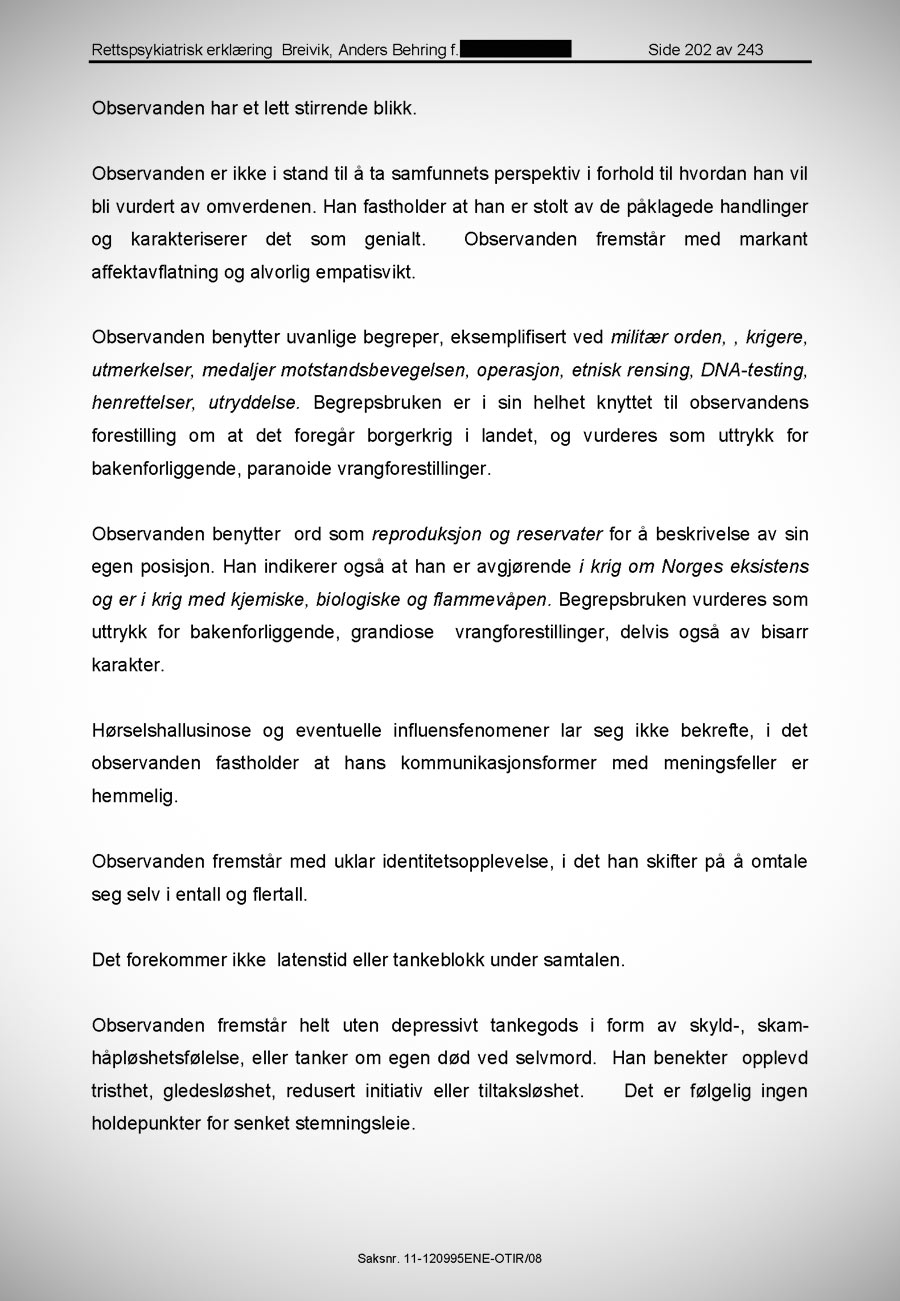 Rettspsykiatrisk erklæring Breivik, Anders Behring f. Side 202 av 243
Observanden har et lett stirrende blikk.
Observanden er ikke i stand til å ta samfunnets perspektiv i forhold til hvordan han vil
bli vurdert av omverdenen. Han fastholder at han er stolt av de påklagede handlinger
og karakteriserer det som genialt. Observanden fremstår med markant
affektavflatning og alvorlig empatisvikt.
Observanden benytter uvanlige begreper, eksemplifisert ved militær orden, , krigere,
utmerkelser, medaljer motstandsbevegelsen, operasjon, etnisk rensing, DNA-testing,
henrettelser, utryddelse. Begrepsbruken er i sin helhet knyttet til observandens
forestilling om at det foregår borgerkrig i landet, og vurderes som uttrykk for
bakenforliggende, paranoide vrangforestillinger.
Observanden benytter ord som reproduksjon og reservater for å beskrivelse av sin
egen posisjon. Han indikerer også at han er avgjørende i krig om Norges eksistens
og er i krig med kjemiske, biologiske og flammevåpen. Begrepsbruken vurderes som
uttrykk for bakenforliggende, grandiose vrangforestillinger, delvis også av bisarr
karakter.
Hørselshallusinose og eventuelle influensfenomener lar seg ikke bekrefte, i det
observanden fastholder at hans kommunikasjonsformer med meningsfeller er
hemmelig.
Observanden fremstår med uklar identitetsopplevelse, i det han skifter på å omtale
seg selv i entall og flertall.
Det forekommer ikke latenstid eller tankeblokk under samtalen.
Observanden fremstår helt uten depressivt tankegods i form av skyld-, skam-
håpløshetsfølelse, eller tanker om egen død ved selvmord. Han benekter opplevd
tristhet, gledesløshet, redusert initiativ eller tiltaksløshet. Det er følgelig ingen
holdepunkter for senket stemningsleie.
Saksnr. 11-120995ENE-OTIR/08